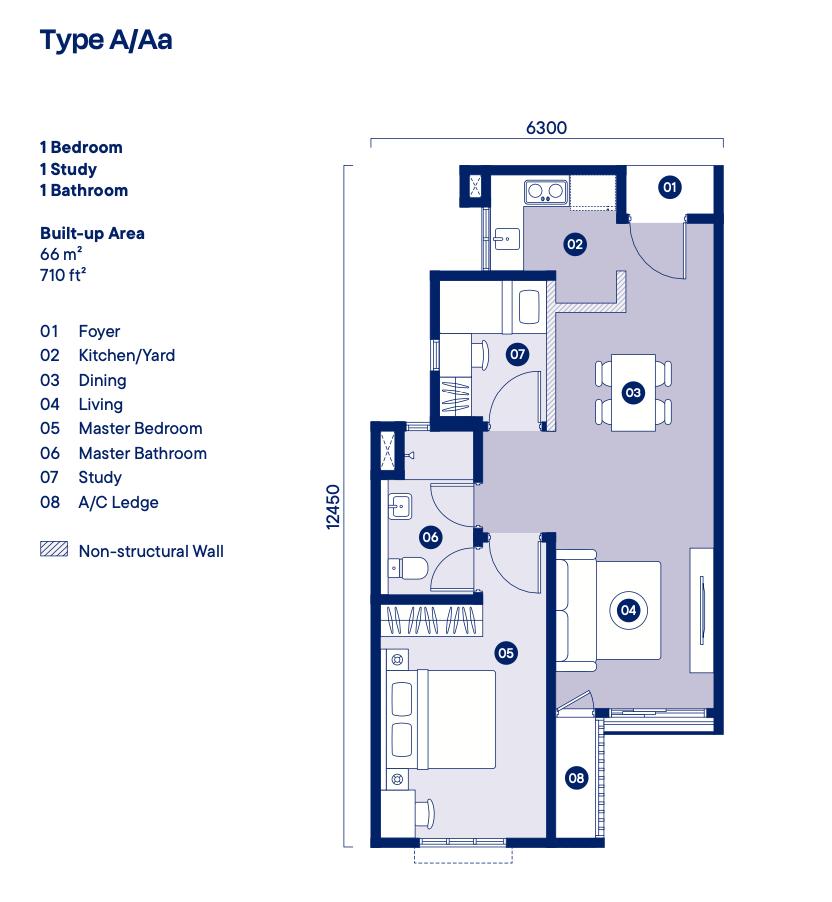 Type A/Aa
1 Bedroom
1 Study
1 Bathroom
Built-up Area
66 m²
710 ft²
01 Foyer
02 Kitchen/Yard
03 Dining
04 Living
05 Master Bedroom
06 Master Bathroom
07 Study
08 A/C Ledge
Non-structural Wall
6300
12450
01
02
07
03
06
04
05
08